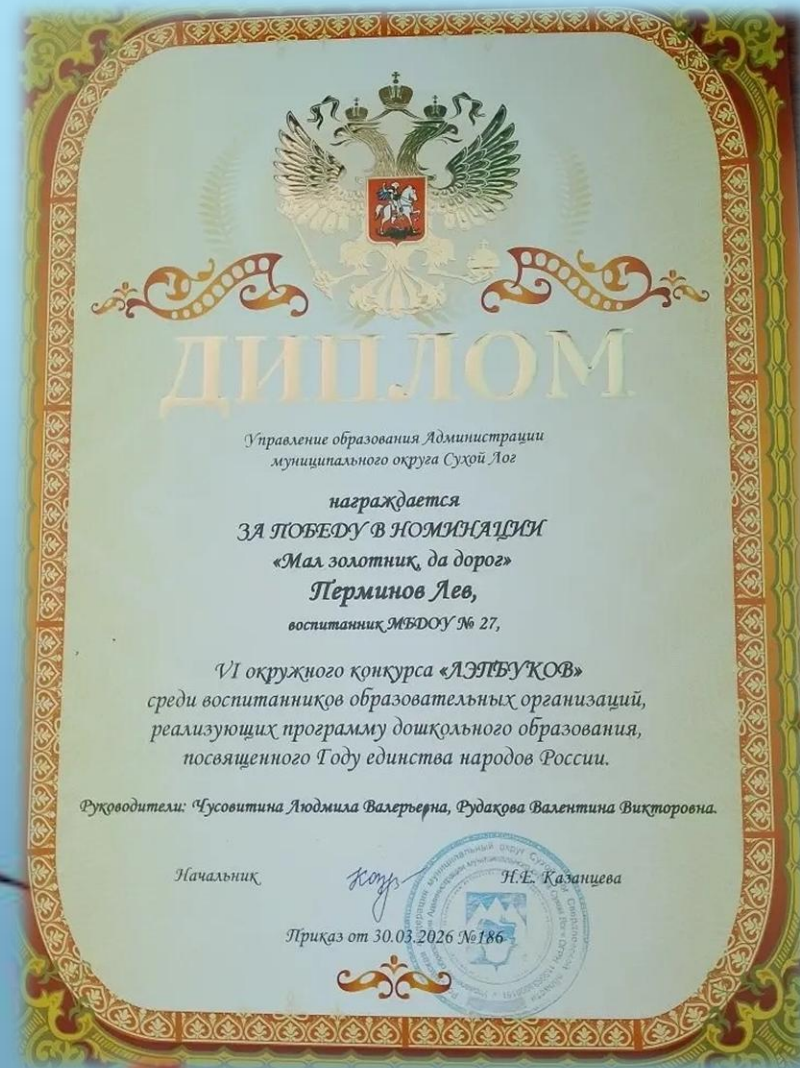 ДИПЛОМ
Управление образования Администрации
муниципального округа Сухой Лог
награждается
ЗА ПОБЕДУ В НОМИНАЦИИ
«Мал золотник, да дорог»
Перминов Лев,
воспитанник МБДОУ № 27,
VI окружного конкурса «ЛЭПБУКОВ»
среди воспитанников образовательных организаций,
реализующих программу дошкольного образования,
посвященного Году единства народов России.
Руководители: Чусовитина Людмила Валерьевна, Рудакова Валентина Викторовна.
Начальник Н.Е. Казанцева
Приказ от 30.03.2026 №186